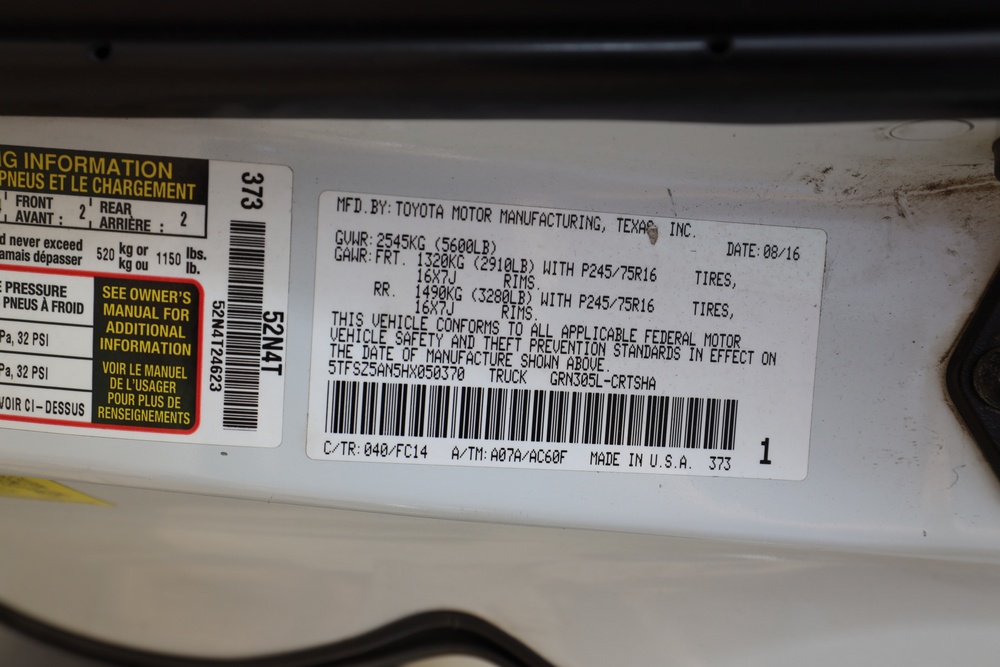 G INFORMATION
PNEUS ET LE CHARGEMENT
FRONT
AVANT : 2
REAR
ARRIÈRE : 2
d never exceed
amais dépasser
520 kg or
kg ou
1150 lbs.
lb.
E PRESSURE
PNEUS À FROID
Pa, 32 PSI
Pa, 32 PSI
VOIR CI-DESSUS
SEE OWNER'S
MANUAL FOR
ADDITIONAL
INFORMATION
VOIR LE MANUEL
DE L'USAGER
POUR PLUS DE
RENSEIGNEMENTS
373
52N4T24623
52N4T
MFD.BY: TOYOTA MOTOR MANUFACTURING, TEXAS INC.
DATE: 08/16
GVWR: 2545KG (5600LB)
GAWR: FRT. 1320KG (2910LB) WITH P245/75R16 TIRES,
16X7J RIMS.
RR. 1490KG (3280LB) WITH P245/75R16 TIRES,
16X7J RIMS.
THIS VEHICLE CONFORMS TO ALL APPLICABLE FEDERAL MOTOR
VEHICLE SAFETY AND THEFT PREVENTION STANDARDS IN EFFECT ON
THE DATE OF MANUFACTURE SHOWN ABOVE.
5TFSZ5AN5HX050370 TRUCK GRN305L-CRTSHA
C/TR: 040/FC14 A/TM: A07A/AC60F MADE IN U.S.A. 373
1